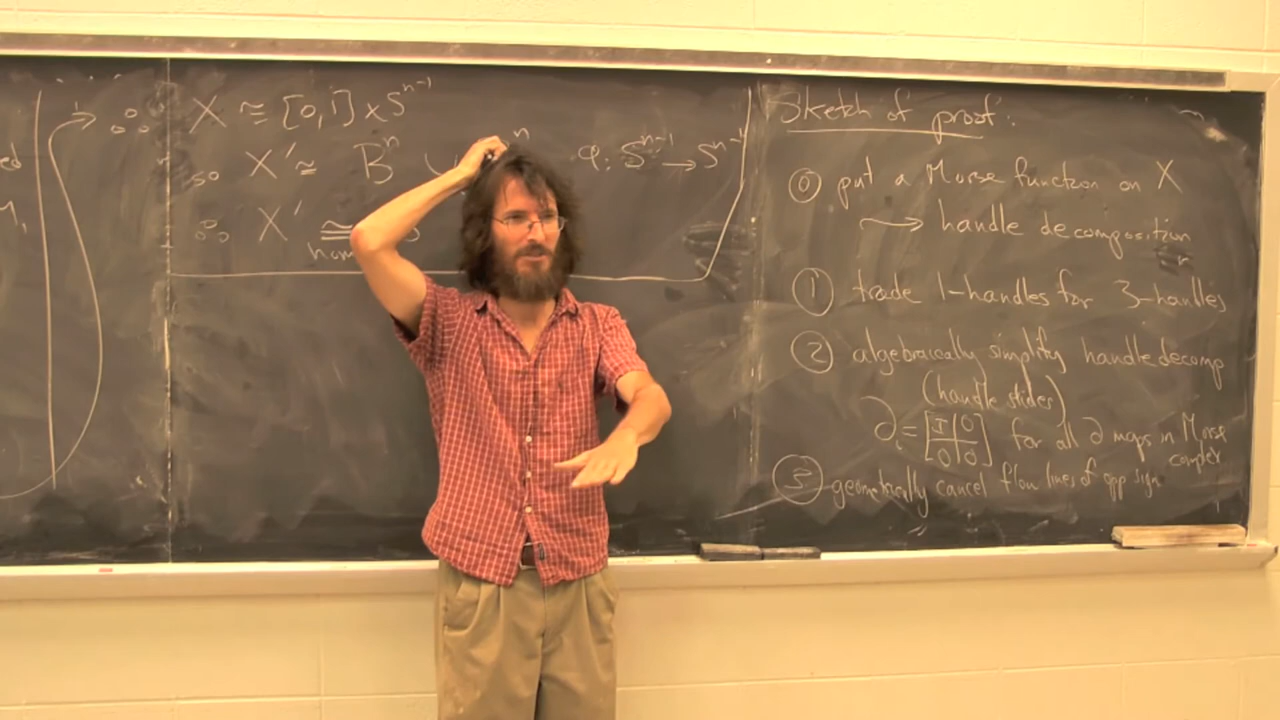 ed
∴ X ≅ [0,1] × S^{n-1}
so X' ≅ B^n ∪ ^n φ: S^{n-1} → S^{n-1}
∴ X' ≅
Sketch of proof:
⓪ put a Morse function on X
⟶ handle decomposition
① trade 1-handles for 3-handles
② algebraically simplify handle decomp
(handle slides)
∂_i = [I 0 / 0 0] for all ∂ maps in Morse
complex
③ geometrically cancel flow lines of opp sign